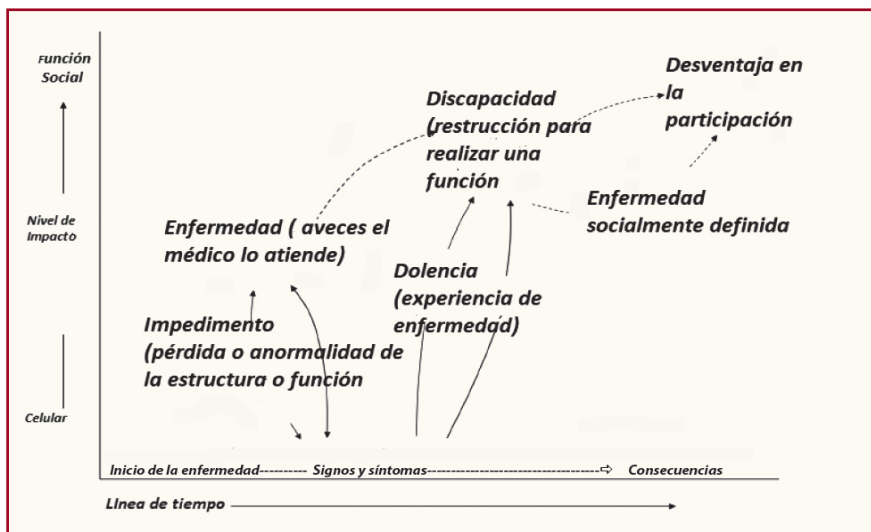 Función
Social
Nivel de
Impacto
Celular
Desventaja en
la
participación
Discapacidad
(restrucción para
realizar una
función
Enfermedad
socialmente definida
Enfermedad ( aveces el
médico lo atiende)
Dolencia
(experiencia de
enfermedad)
Impedimento
(pérdida o anormalidad de
la estructura o función
Inicio de la enfermedad---------- Signos y síntomas------------------------------⇨ Consecuencias
LInea de tiempo